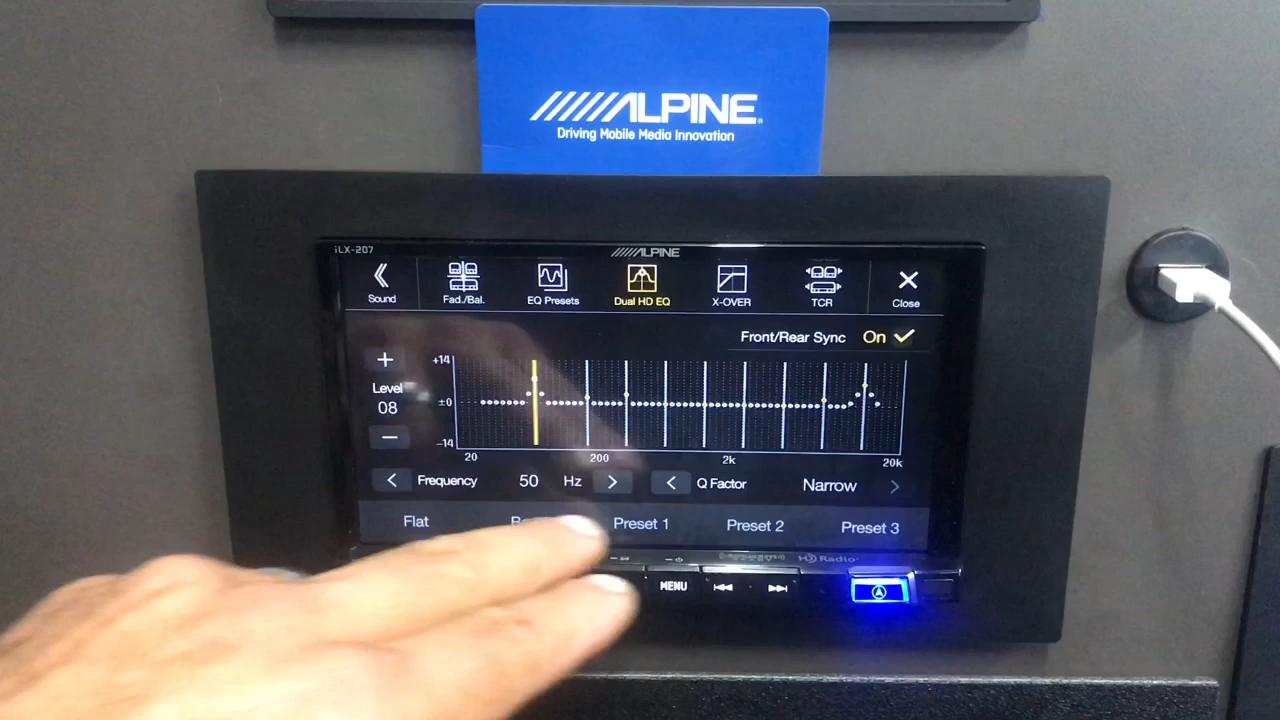 ALPINE
Driving Mobile Media Innovation
iLX-207
ALPINE
Sound
Fad./Bal.
EQ Presets
Dual HD EQ
X-OVER
TCR
Close
Front/Rear Sync On
+14
±0
-14
+
Level
08
−
20
200
2k
20k
< Frequency 50 Hz >
< Q Factor Narrow >
Flat
Preset 1
Preset 2
Preset 3
HD Radio
MENU